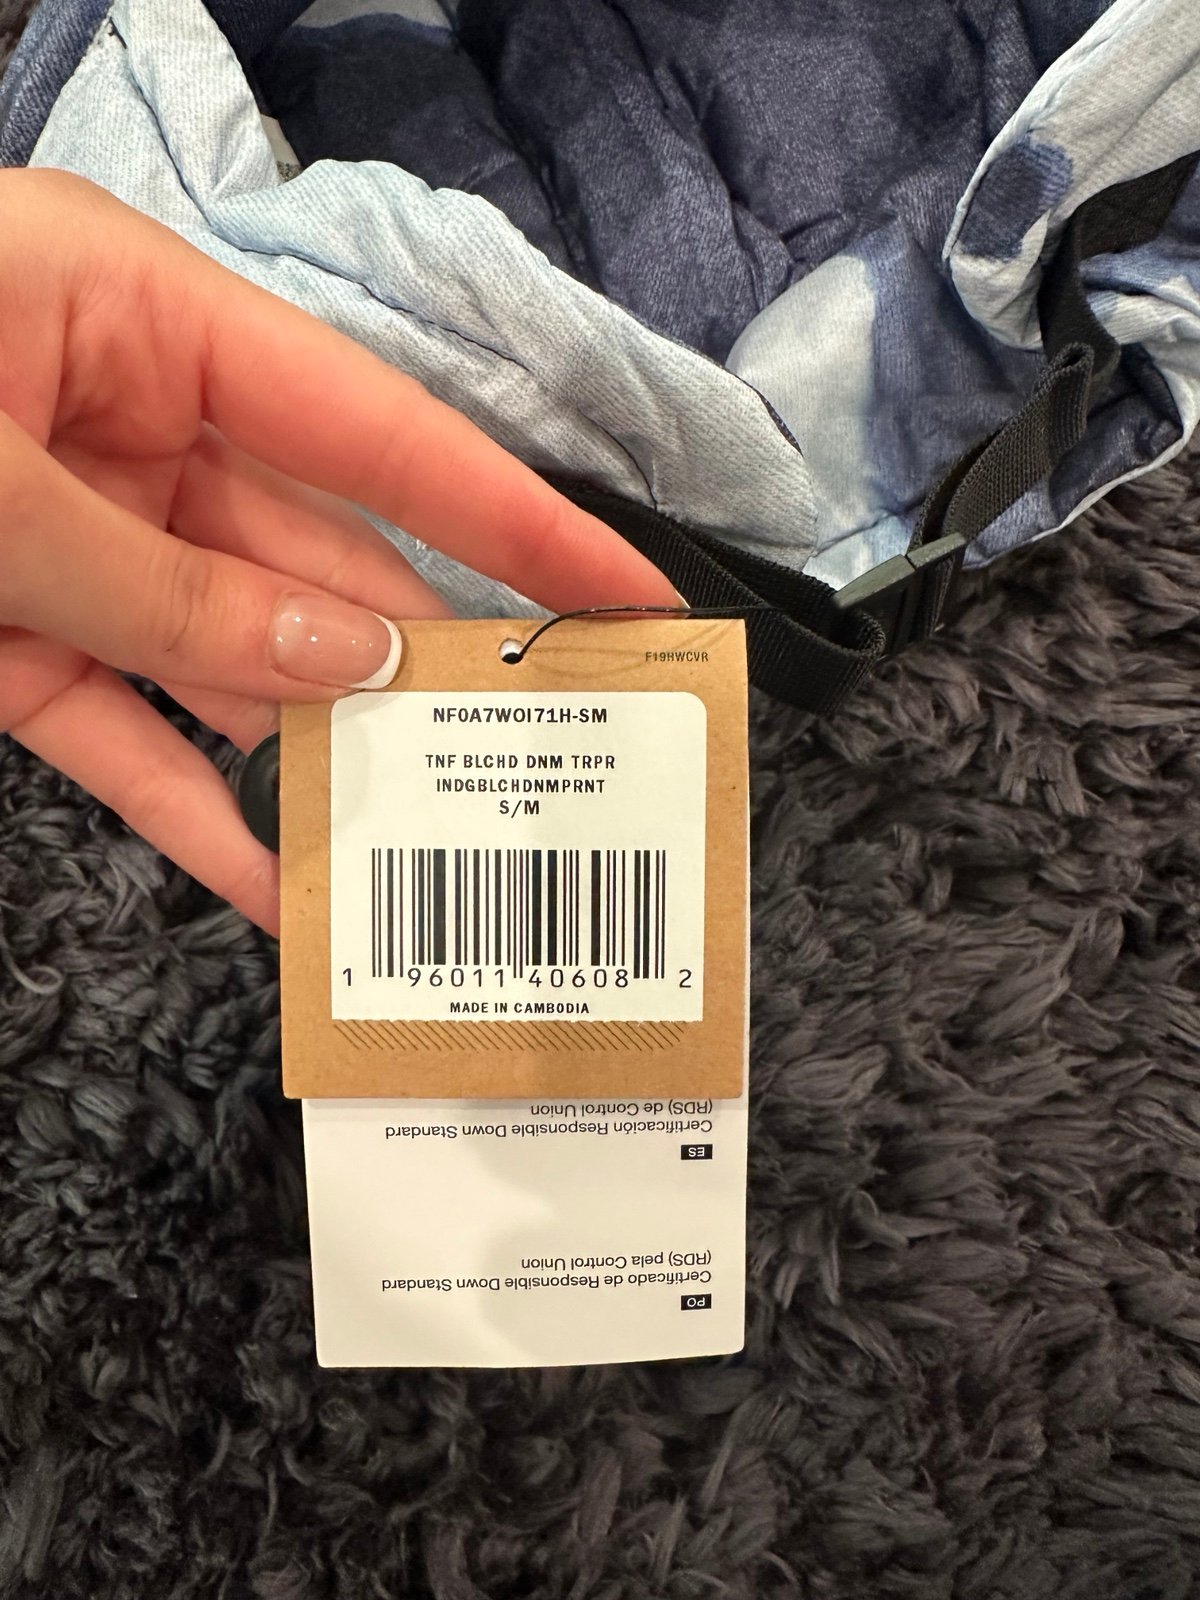 F19HWCVR
NF0A7WOI71H-SM
TNF BLCHD DNM TRPR
INDGBLCHDNMPRNT
S/M
1 96011 40608 2
MADE IN CAMBODIA
PO
Certificado de Responsible Down Standard
(RDS) pela Control Union
ES
Certificación Responsible Down Standard
(RDS) de Control Union